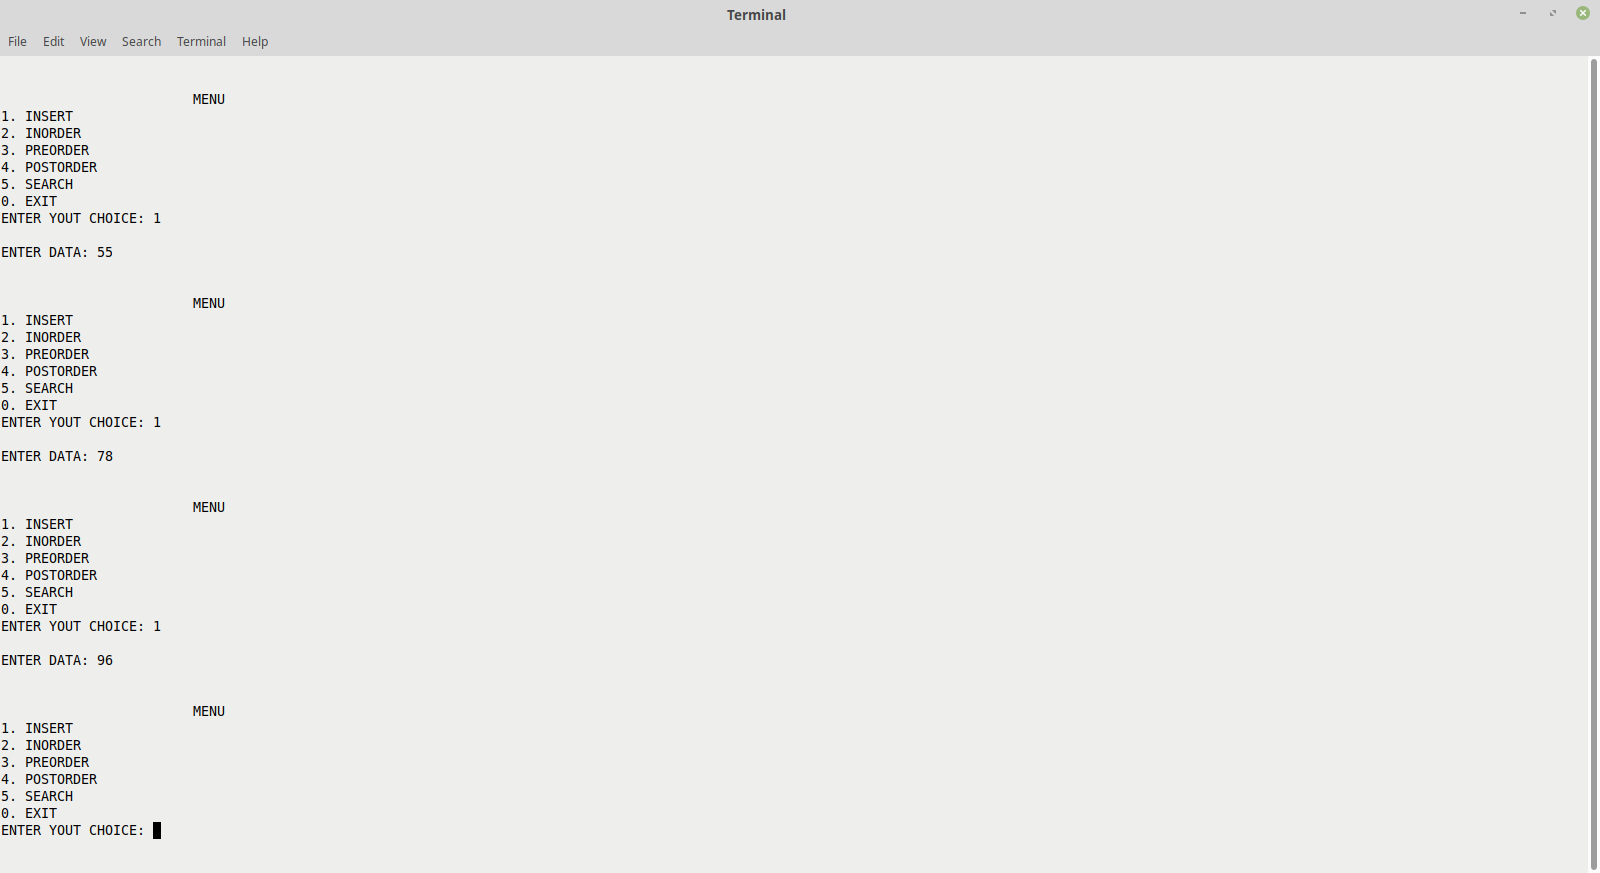 Terminal
File Edit View Search Terminal Help
MENU
1. INSERT
2. INORDER
3. PREORDER
4. POSTORDER
5. SEARCH
0. EXIT
ENTER YOUT CHOICE: 1
ENTER DATA: 55
MENU
1. INSERT
2. INORDER
3. PREORDER
4. POSTORDER
5. SEARCH
0. EXIT
ENTER YOUT CHOICE: 1
ENTER DATA: 78
MENU
1. INSERT
2. INORDER
3. PREORDER
4. POSTORDER
5. SEARCH
0. EXIT
ENTER YOUT CHOICE: 1
ENTER DATA: 96
MENU
1. INSERT
2. INORDER
3. PREORDER
4. POSTORDER
5. SEARCH
0. EXIT
ENTER YOUT CHOICE: